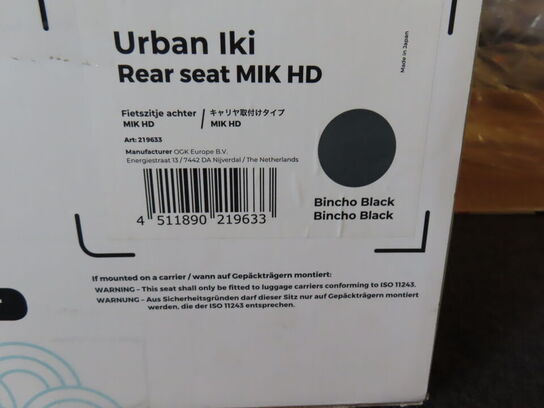 Urban Iki
Made in Japan
Rear seat MIK HD
Fietszitje achter / キャリヤ取付けタイプ
MIK HD MIK HD
Art: 219633
Manufacturer OGK Europe B.V.
Energiestraat 13 / 7442 DA Nijverdal / The Netherlands
4 511890 219633
Bincho Black
Bincho Black
If mounted on a carrier / wann auf Gepäckträgern montiert:
WARNING – This seat shall only be fitted to luggage carriers conforming to ISO 11243.
WARNUNG – Aus Sicherheitsgründen darf dieser Sitz nur auf Gepäckträgern montiert
werden, die der ISO 11243 entsprechen.